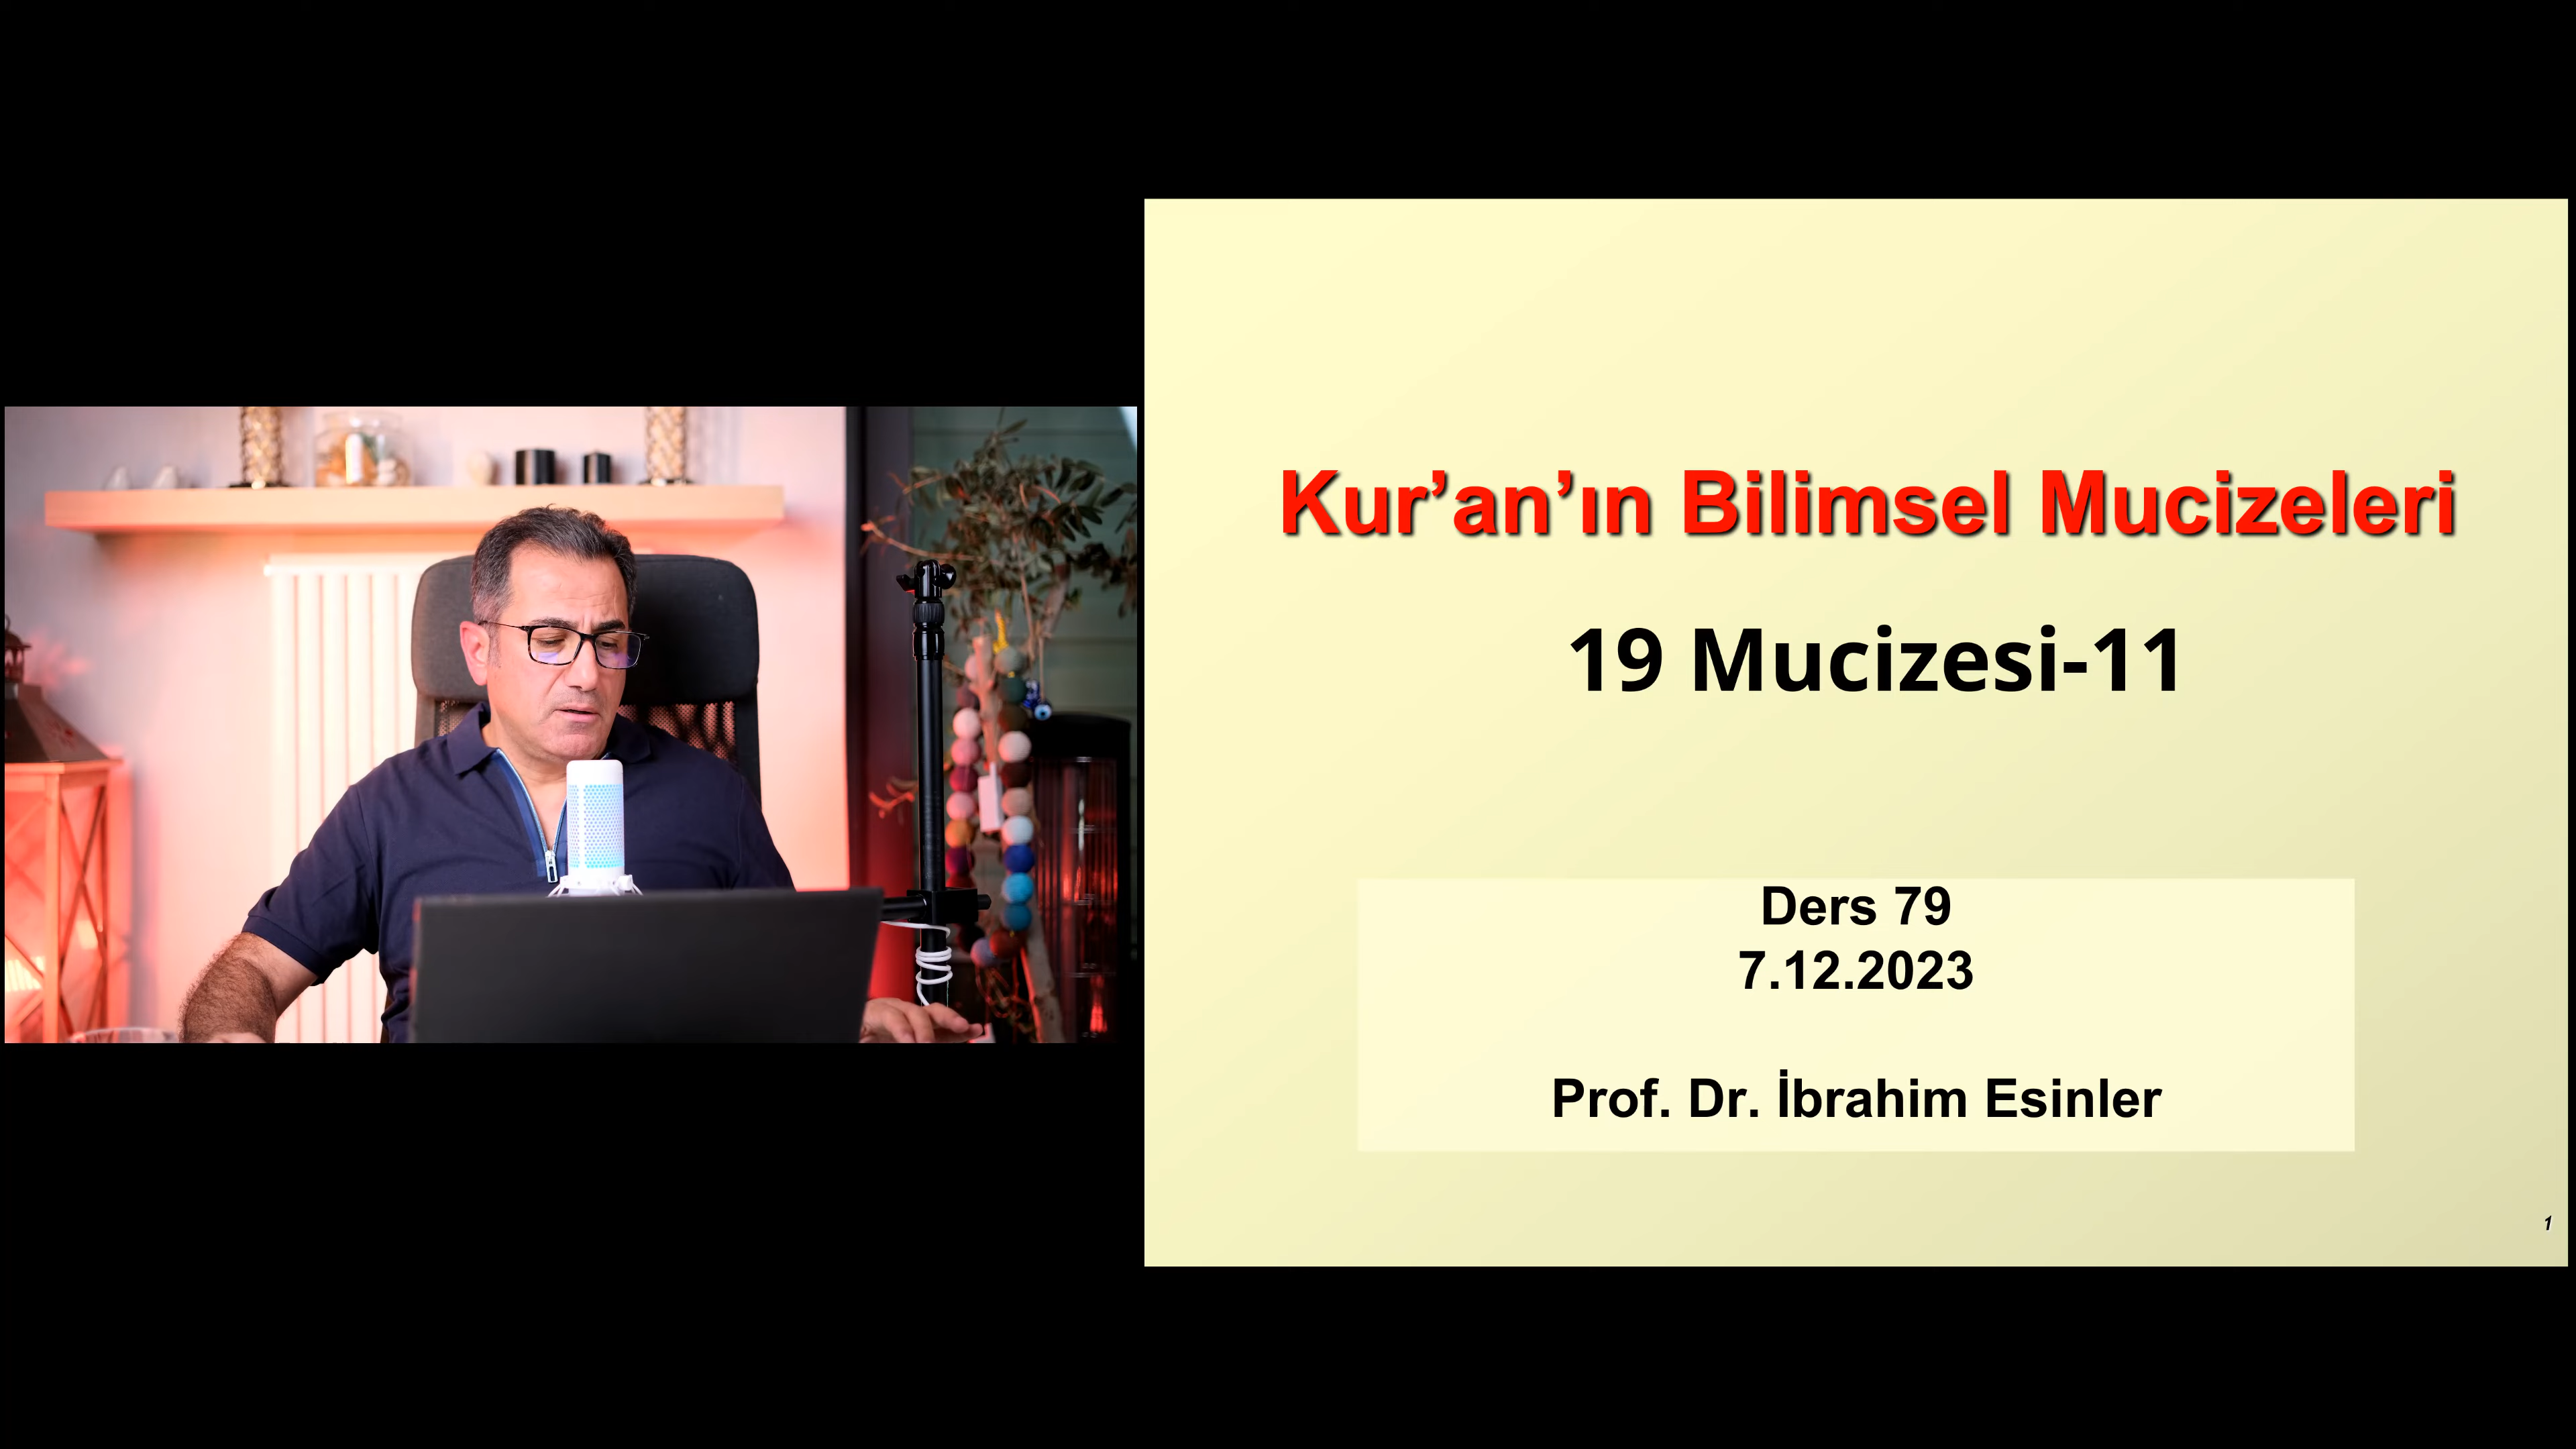 Kur’an’ın Bilimsel Mucizeleri
19 Mucizesi-11
Ders 79
7.12.2023
Prof. Dr. İbrahim Esinler
1